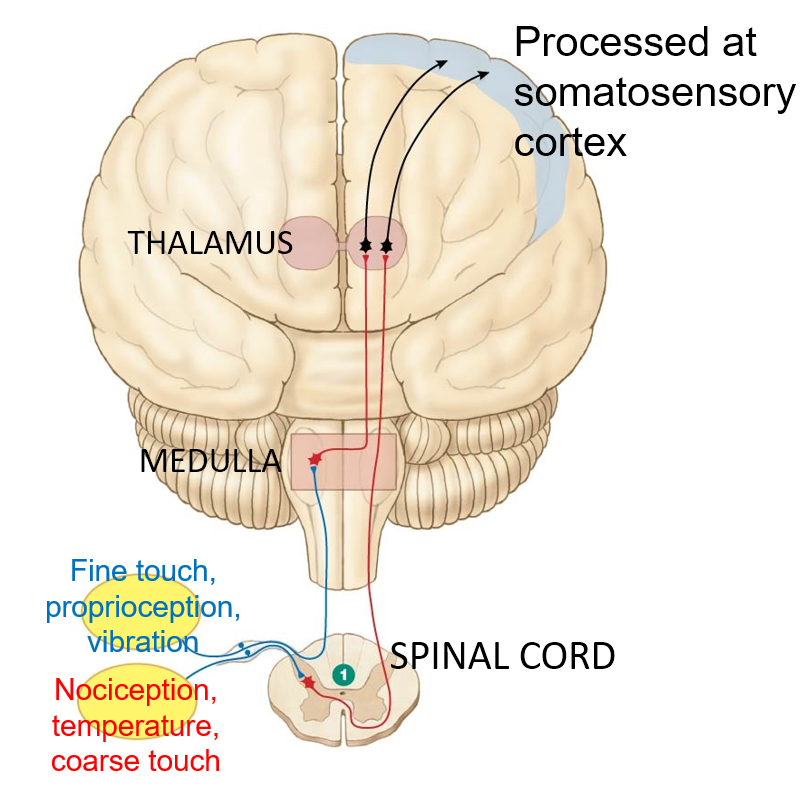 Processed at
somatosensory
cortex
THALAMUS
MEDULLA
Fine touch,
proprioception,
vibration
SPINAL CORD
1
Nociception,
temperature,
coarse touch